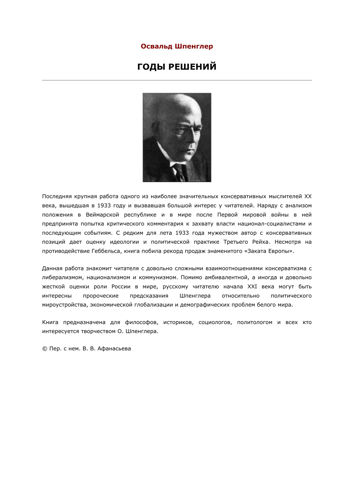 Освальд Шпенглер
ГОДЫ РЕШЕНИЙ
Последняя крупная работа одного из наиболее значительных консервативных мыслителей XX
века, вышедшая в 1933 году и вызвавшая большой интерес у читателей. Наряду с анализом
положения в Веймарской республике и в мире после Первой мировой войны в ней
предпринята попытка критического комментария к захвату власти национал-социалистами и
последующим событиям. С редким для лета 1933 года мужеством автор с консервативных
позиций дает оценку идеологии и политической практике Третьего Рейха. Несмотря на
противодействие Геббельса, книга побила рекорд продаж знаменитого «Заката Европы».
Данная работа знакомит читателя с довольно сложными взаимоотношениями консерватизма с
либерализмом, национализмом и коммунизмом. Помимо амбивалентной, а иногда и довольно
жесткой оценки роли России в мире, русскому читателю начала XXI века могут быть
интересны пророческие предсказания Шпенглера относительно политического
мироустройства, экономической глобализации и демографических проблем белого мира.
Книга предназначена для философов, историков, социологов, политологом и всех кто
интересуется творчеством О. Шпенглера.
© Пер. с нем. В. В. Афанасьева